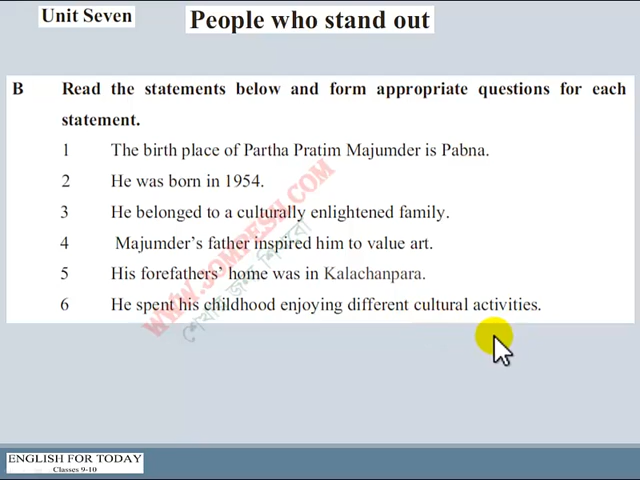 Unit Seven
People who stand out
B Read the statements below and form appropriate questions for each
statement.
1 The birth place of Partha Pratim Majumder is Pabna.
2 He was born in 1954.
3 He belonged to a culturally enlightened family.
4 Majumder's father inspired him to value art.
5 His forefathers' home was in Kalachanpara.
6 He spent his childhood enjoying different cultural activities.
WWW.JOMPESH.COM
ENGLISH FOR TODAY
Classes 9-10